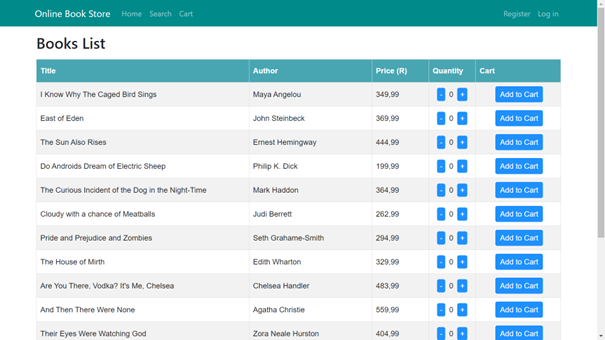 Online Book Store Home Search Cart Register Log in
Books List
Title Author Price (R) Quantity Cart
I Know Why The Caged Bird Sings Maya Angelou 349,99 - 0 + Add to Cart
East of Eden John Steinbeck 369,99 - 0 + Add to Cart
The Sun Also Rises Ernest Hemingway 444,99 - 0 + Add to Cart
Do Androids Dream of Electric Sheep Philip K. Dick 199,99 - 0 + Add to Cart
The Curious Incident of the Dog in the Night-Time Mark Haddon 364,99 - 0 + Add to Cart
Cloudy with a chance of Meatballs Judi Berrett 262,99 - 0 + Add to Cart
Pride and Prejudice and Zombies Seth Grahame-Smith 294,99 - 0 + Add to Cart
The House of Mirth Edith Wharton 329,99 - 0 + Add to Cart
Are You There, Vodka? It's Me, Chelsea Chelsea Handler 483,99 - 0 + Add to Cart
And Then There Were None Agatha Christie 559,99 - 0 + Add to Cart
Their Eyes Were Watching God Zora Neale Hurston 404,99 - 0 + Add to Cart